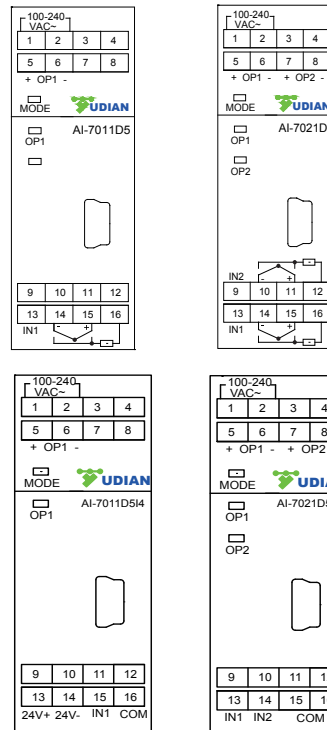 100-240
VAC~
1 2 3 4
5 6 7 8
+ OP1 -
MODE YUDIAN
AI-7011D5
OP1
9 10 11 12
- +
13 14 15 16
IN1
100-240
VAC~
1 2 3 4
5 6 7 8
+ OP1 - + OP2 -
MODE YUDIAN
AI-7021D
OP1
OP2
IN2 - +
9 10 11 12
13 14 15 16
IN1 - +
100-240
VAC~
1 2 3 4
5 6 7 8
+ OP1 -
MODE YUDIAN
OP1 AI-7011D5I4
9 10 11 12
13 14 15 16
24V+ 24V- IN1 COM
100-240
VAC~
1 2 3 4
5 6 7 8
+ OP1 - + OP2
MODE
OP1
OP2
9 10 11
13 14 15
IN1 IN2 COM